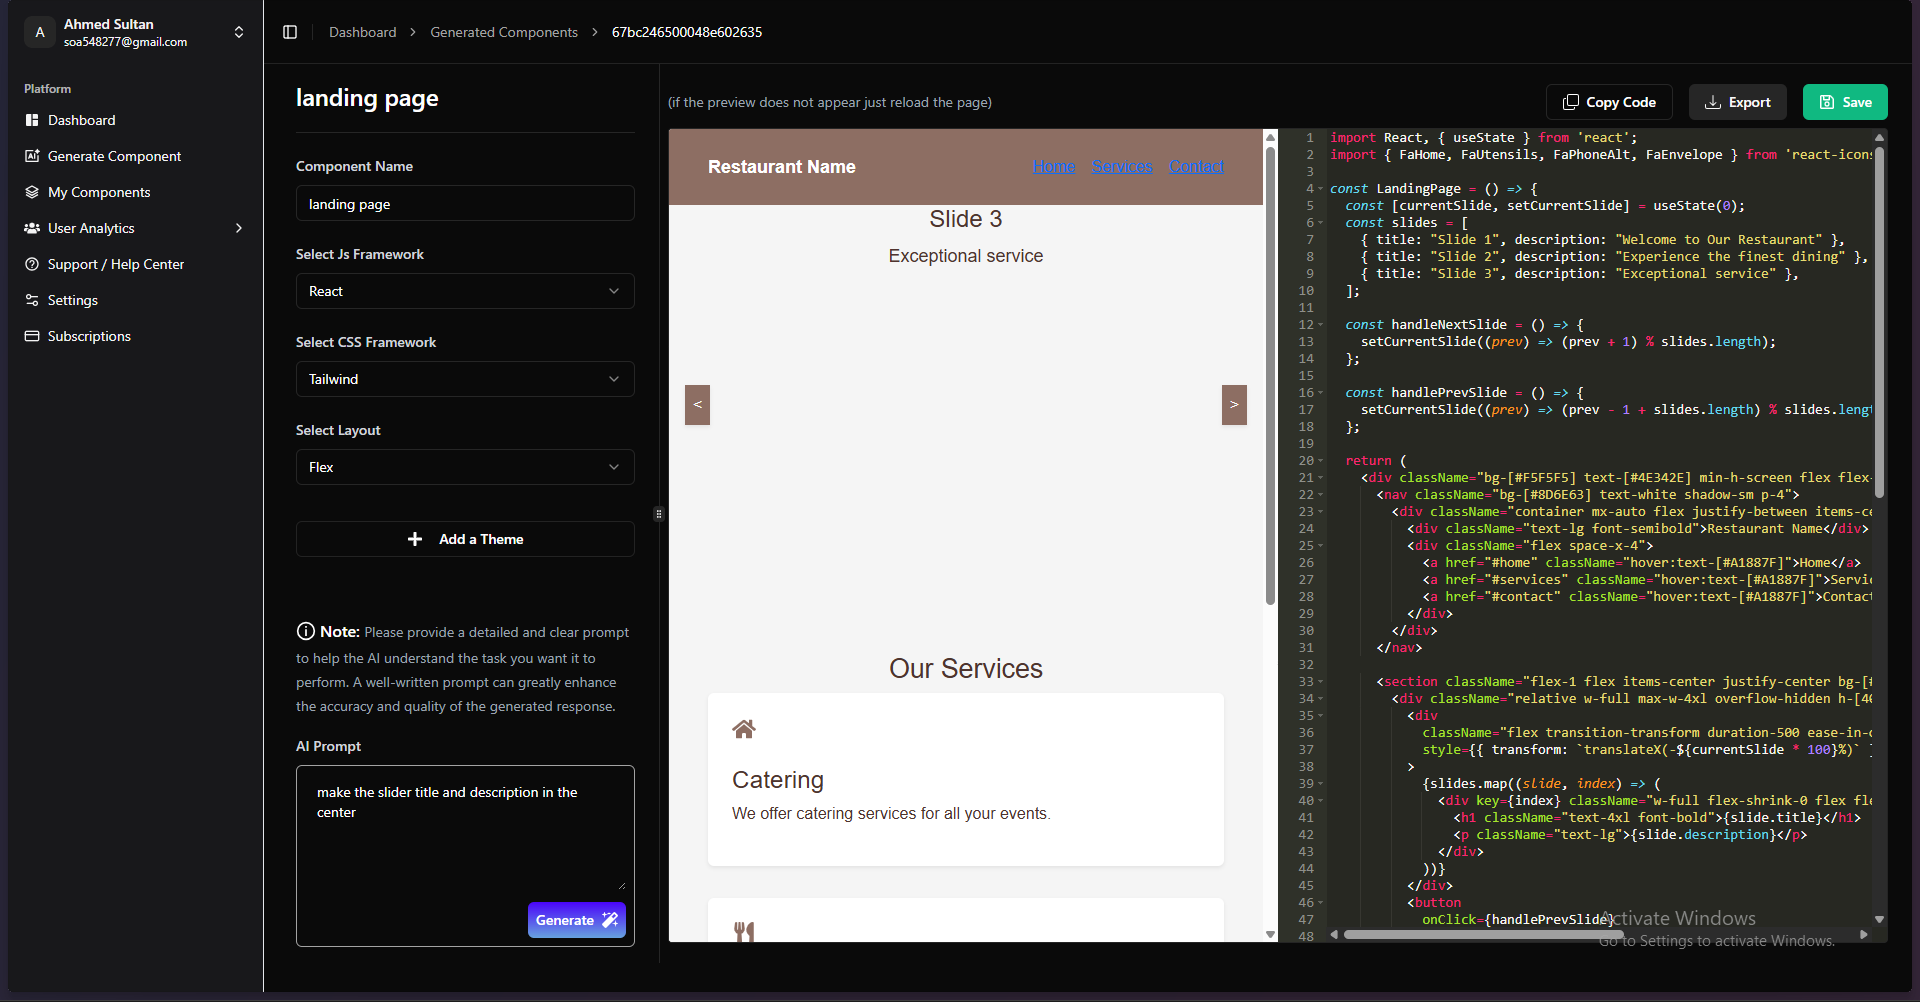 A
Ahmed Sultan
soa548277@gmail.com
Platform
Dashboard
Generate Component
My Components
User Analytics
Support / Help Center
Settings
Subscriptions
Dashboard > Generated Components > 67bc246500048e602635
landing page
Component Name
landing page
Select Js Framework
React
Select CSS Framework
Tailwind
Select Layout
Flex
Add a Theme
Note: Please provide a detailed and clear prompt
to help the AI understand the task you want it to
perform. A well-written prompt can greatly enhance
the accuracy and quality of the generated response.
AI Prompt
make the slider title and description in the
center
Generate
(if the preview does not appear just reload the page)
Copy Code
Export
Save
Restaurant Name
Home Services Contact
Slide 3
Exceptional service
< >
Our Services
Catering
We offer catering services for all your events.
1 import React, { useState } from 'react';
2 import { FaHome, FaUtensils, FaPhoneAlt, FaEnvelope } from 'react-icons
3
4 const LandingPage = () => {
5 const [currentSlide, setCurrentSlide] = useState(0);
6 const slides = [
7 { title: "Slide 1", description: "Welcome to Our Restaurant" },
8 { title: "Slide 2", description: "Experience the finest dining" },
9 { title: "Slide 3", description: "Exceptional service" },
10 ];
11
12 const handleNextSlide = () => {
13 setCurrentSlide((prev) => (prev + 1) % slides.length);
14 };
15
16 const handlePrevSlide = () => {
17 setCurrentSlide((prev) => (prev - 1 + slides.length) % slides.lengt
18 };
19
20 return (
21 <div className="bg-[#F5F5F5] text-[#4E342E] min-h-screen flex flex-
22 <nav className="bg-[#8D6E63] text-white shadow-sm p-4">
23 <div className="container mx-auto flex justify-between items-ce
24 <div className="text-lg font-semibold">Restaurant Name</div>
25 <div className="flex space-x-4">
26 <a href="#home" className="hover:text-[#A1887F]">Home</a>
27 <a href="#services" className="hover:text-[#A1887F]">Servic
28 <a href="#contact" className="hover:text-[#A1887F]">Contact
29 </div>
30 </div>
31 </nav>
32
33 <section className="flex-1 flex items-center justify-center bg-[#
34 <div className="relative w-full max-w-4xl overflow-hidden h-[40
35 <div
36 className="flex transition-transform duration-500 ease-in-o
37 style={{ transform: `translateX(-${currentSlide * 100}%)` }
38 >
39 {slides.map((slide, index) => (
40 <div key={index} className="w-full flex-shrink-0 flex fle
41 <h1 className="text-4xl font-bold">{slide.title}</h1>
42 <p className="text-lg">{slide.description}</p>
43 </div>
44 ))}
45 </div>
46 <button
47 onClick={handlePrevSlide}
48
Activate Windows
Go to Settings to activate Windows.